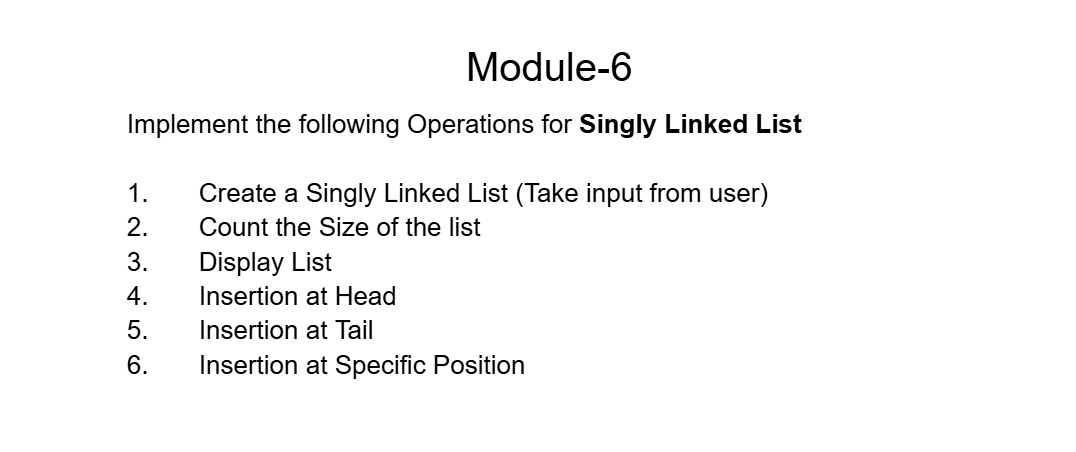 Module-6
Implement the following Operations for Singly Linked List
1. Create a Singly Linked List (Take input from user)
2. Count the Size of the list
3. Display List
4. Insertion at Head
5. Insertion at Tail
6. Insertion at Specific Position